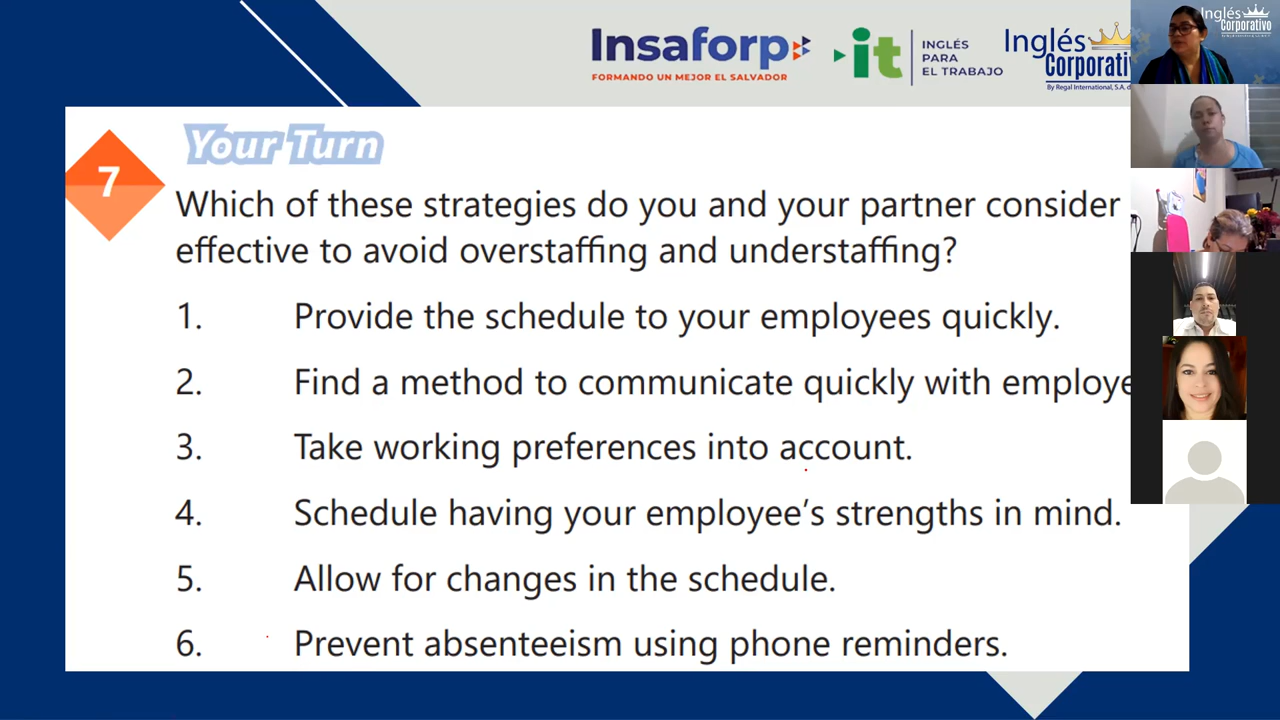 Insaforp
FORMANDO UN MEJOR EL SALVADOR
it
INGLÉS
PARA
EL TRABAJO
Inglés
Corporativ
By Regal International, S.A. d
Inglés
Corporativo
7
Your Turn
Which of these strategies do you and your partner consider
effective to avoid overstaffing and understaffing?
1. Provide the schedule to your employees quickly.
2. Find a method to communicate quickly with employe
3. Take working preferences into account.
4. Schedule having your employee’s strengths in mind.
5. Allow for changes in the schedule.
6. Prevent absenteeism using phone reminders.